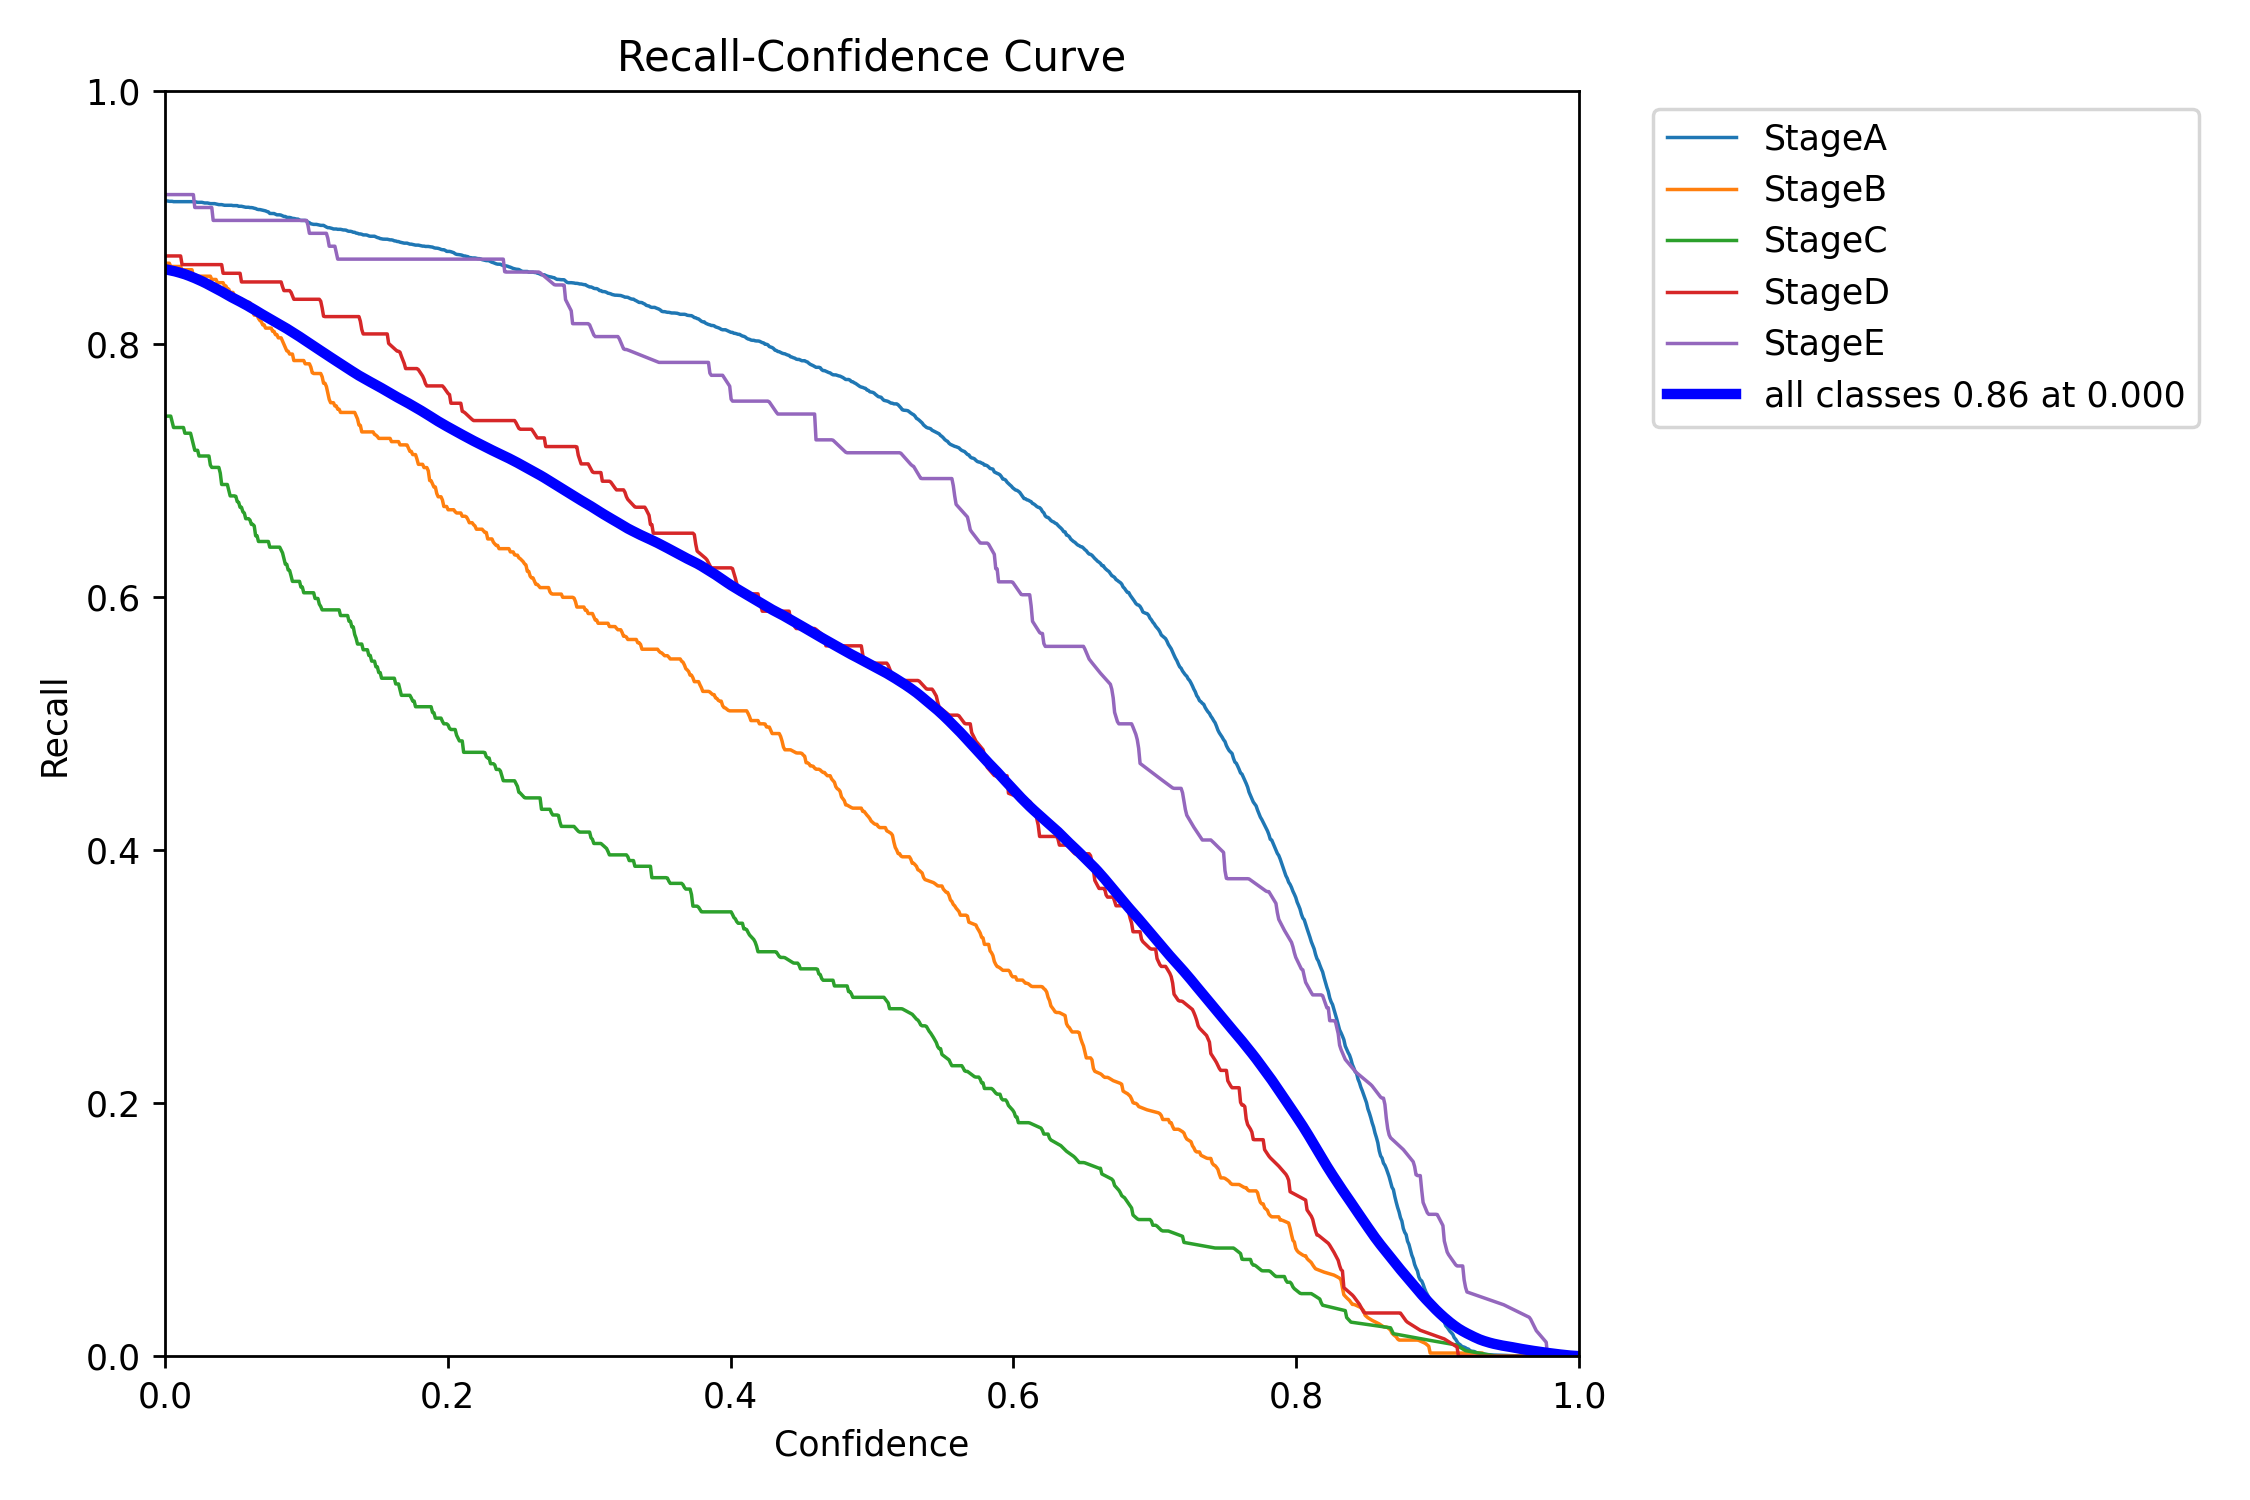 Recall-Confidence Curve
1.0
0.8
0.6
0.4
0.2
0.0
Recall
0.0 0.2 0.4 0.6 0.8 1.0
Confidence
StageA
StageB
StageC
StageD
StageE
all classes 0.86 at 0.000